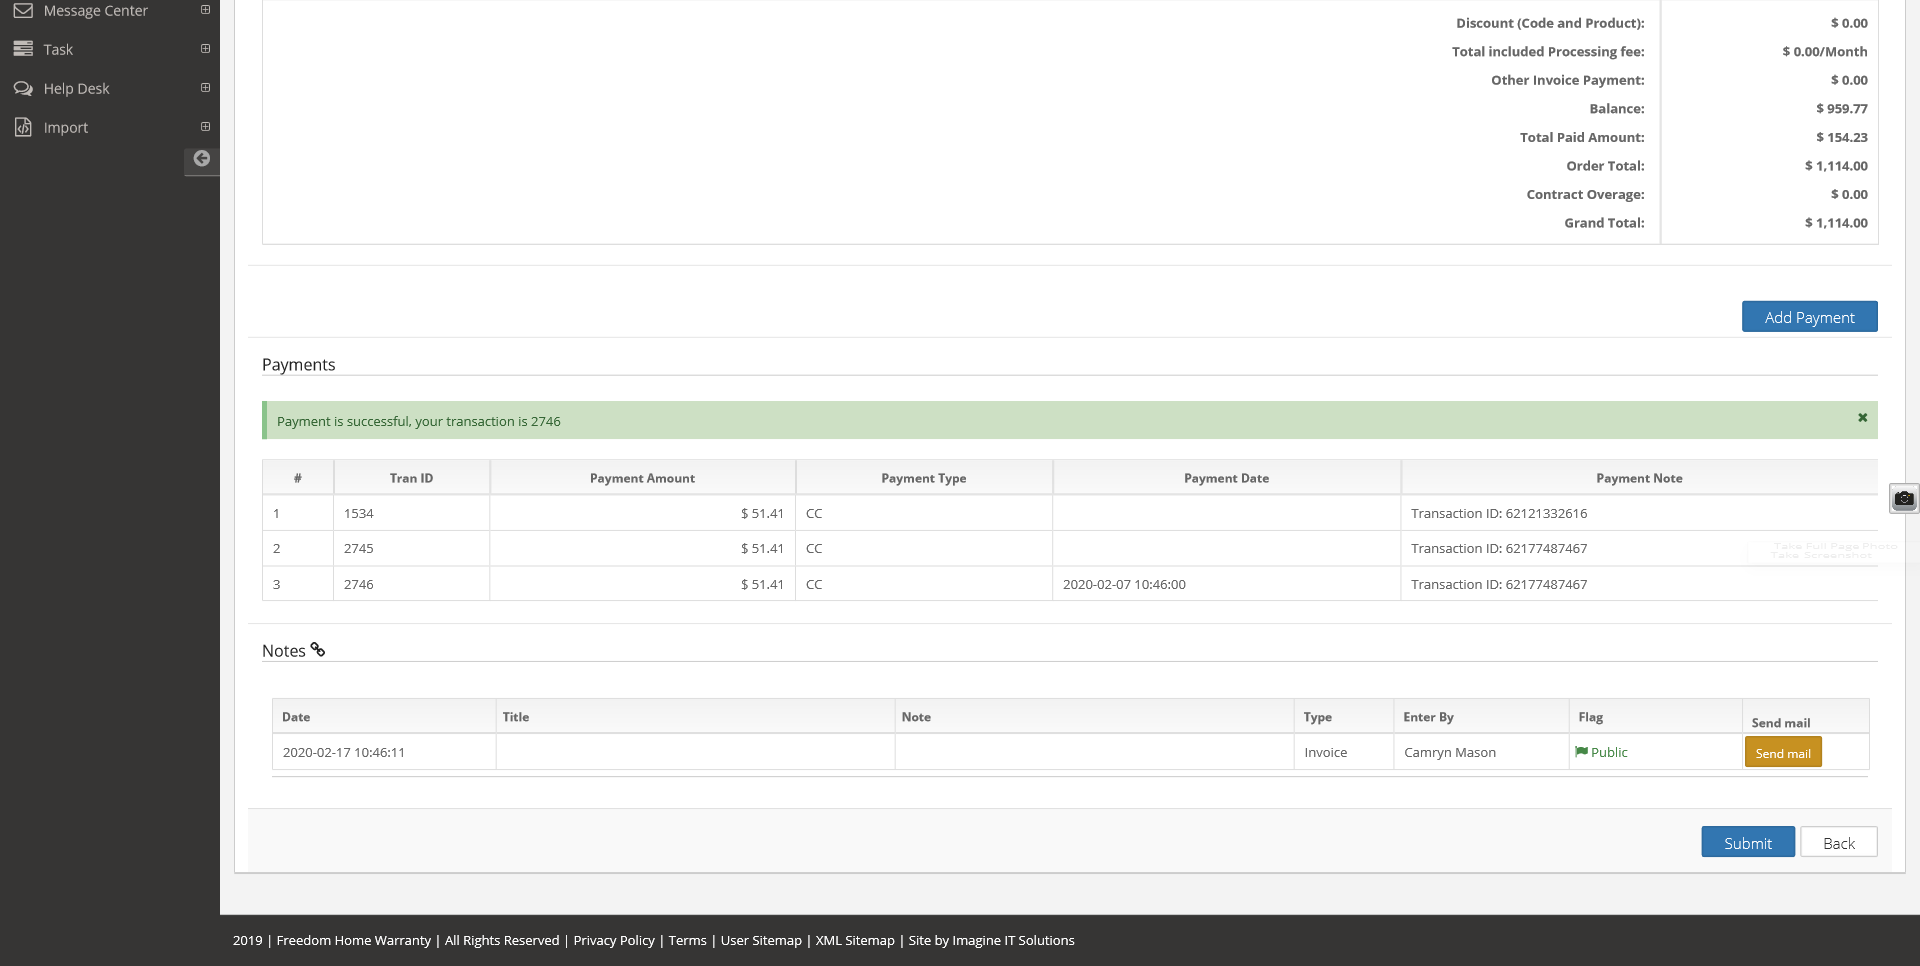 Message Center
Task
Help Desk
Import
Discount (Code and Product): $ 0.00
Total included Processing fee: $ 0.00/Month
Other Invoice Payment: $ 0.00
Balance: $ 959.77
Total Paid Amount: $ 154.23
Order Total: $ 1,114.00
Contract Overage: $ 0.00
Grand Total: $ 1,114.00
Add Payment
Payments
Payment is successful, your transaction is 2746
# Tran ID Payment Amount Payment Type Payment Date Payment Note
1 1534 $ 51.41 CC Transaction ID: 62121332616
2 2745 $ 51.41 CC Transaction ID: 62177487467
Take Full Page Photo
Take Screenshot
3 2746 $ 51.41 CC 2020-02-07 10:46:00 Transaction ID: 62177487467
Notes
Date Title Note Type Enter By Flag Send mail
2020-02-17 10:46:11 Invoice Camryn Mason Public Send mail
Submit Back
2019 | Freedom Home Warranty | All Rights Reserved | Privacy Policy | Terms | User Sitemap | XML Sitemap | Site by Imagine IT Solutions